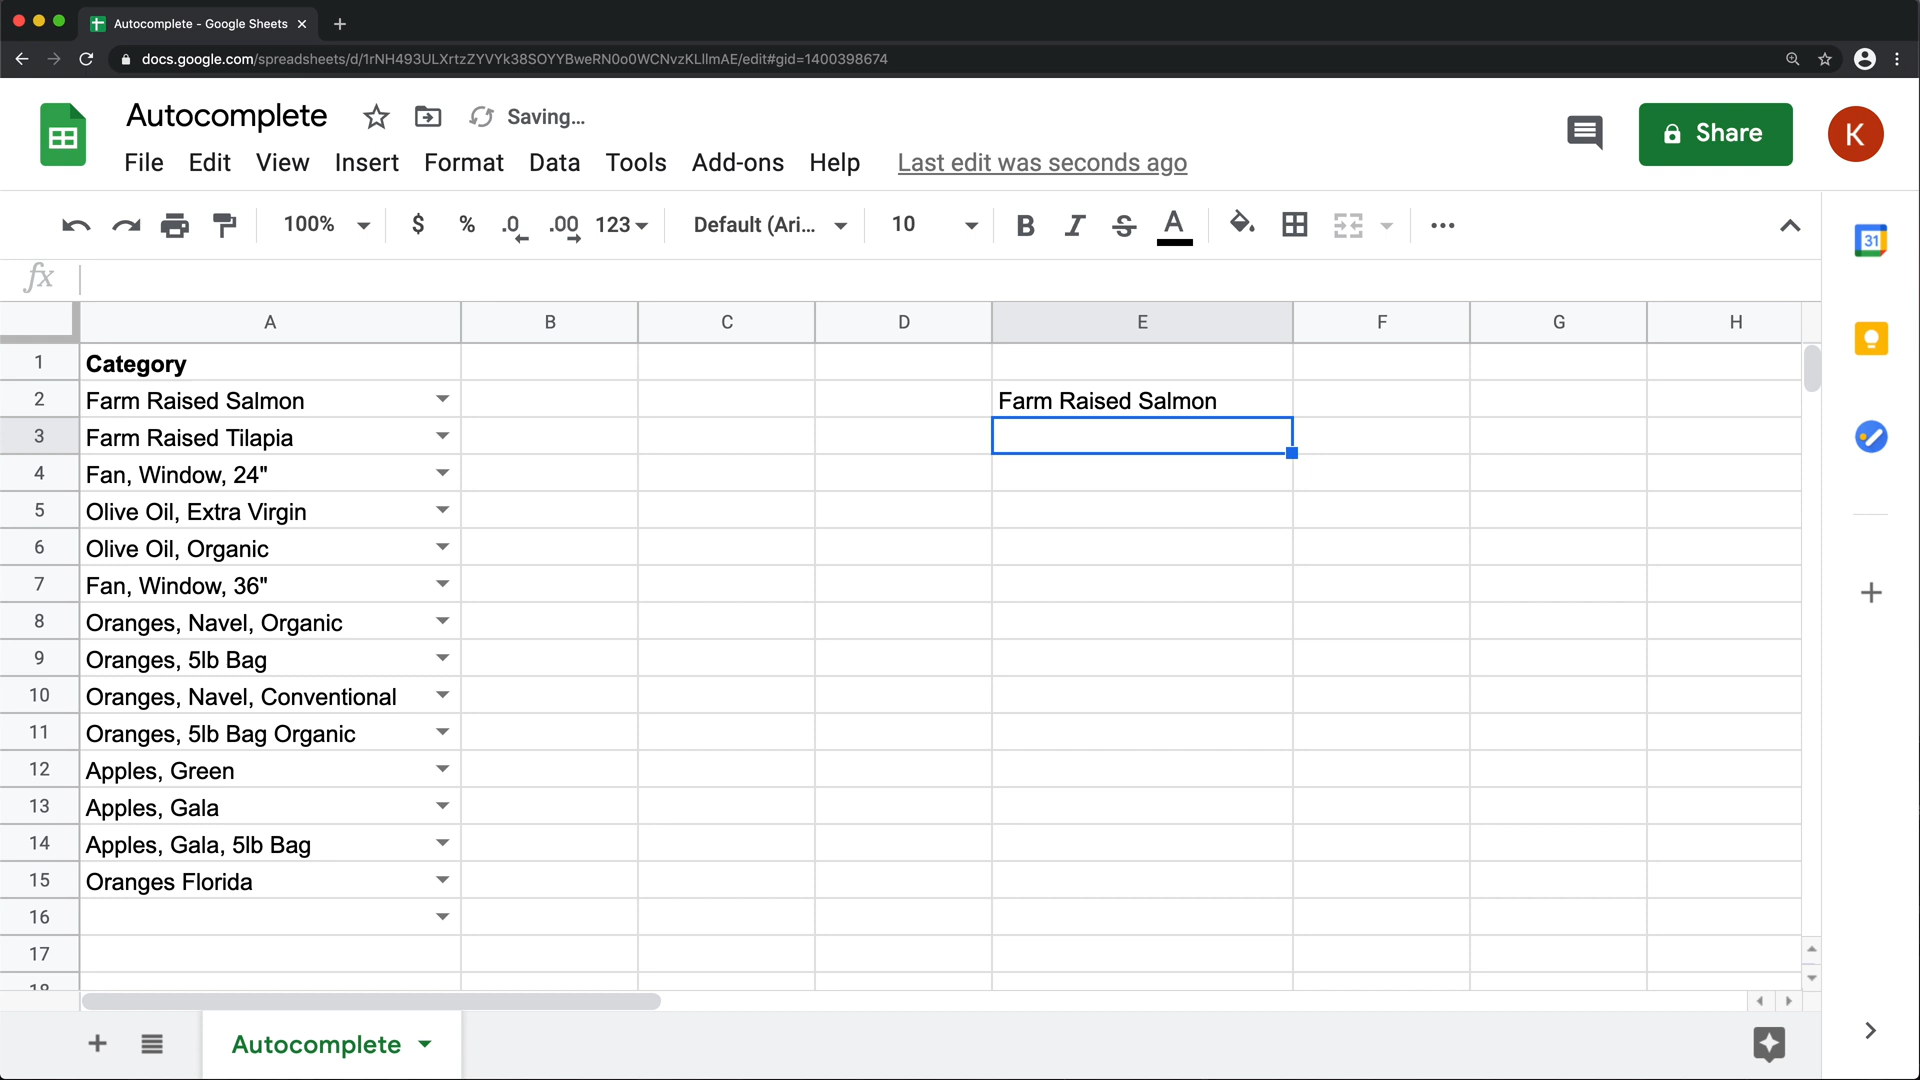 Autocomplete - Google Sheets
docs.google.com/spreadsheets/d/1rNH493ULXrtzZYVYk38SOYYBweRN0o0WCNvzKLIlmAE/edit#gid=1400398674
Autocomplete Saving...
File Edit View Insert Format Data Tools Add-ons Help Last edit was seconds ago
Share
K
100% $ % .0 .00 123 Default (Ari... 10 B I S A
31
fx
A B C D E F G H
1 Category
2 Farm Raised Salmon Farm Raised Salmon
3 Farm Raised Tilapia
4 Fan, Window, 24"
5 Olive Oil, Extra Virgin
6 Olive Oil, Organic
7 Fan, Window, 36"
8 Oranges, Navel, Organic
9 Oranges, 5lb Bag
10 Oranges, Navel, Conventional
11 Oranges, 5lb Bag Organic
12 Apples, Green
13 Apples, Gala
14 Apples, Gala, 5lb Bag
15 Oranges Florida
16
17
18
Autocomplete